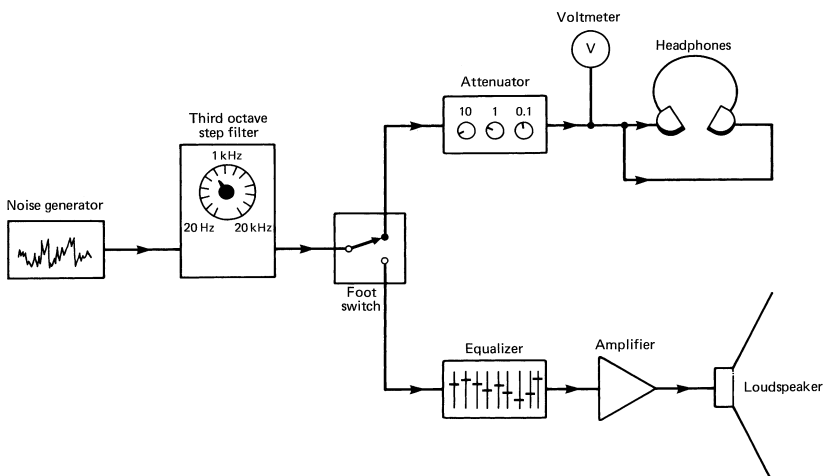 Voltmeter
V
Headphones
Attenuator
10 1 0.1
Third octave
step filter
1 kHz
20 Hz 20 kHz
Noise generator
Foot
switch
Equalizer
Amplifier
Loudspeaker